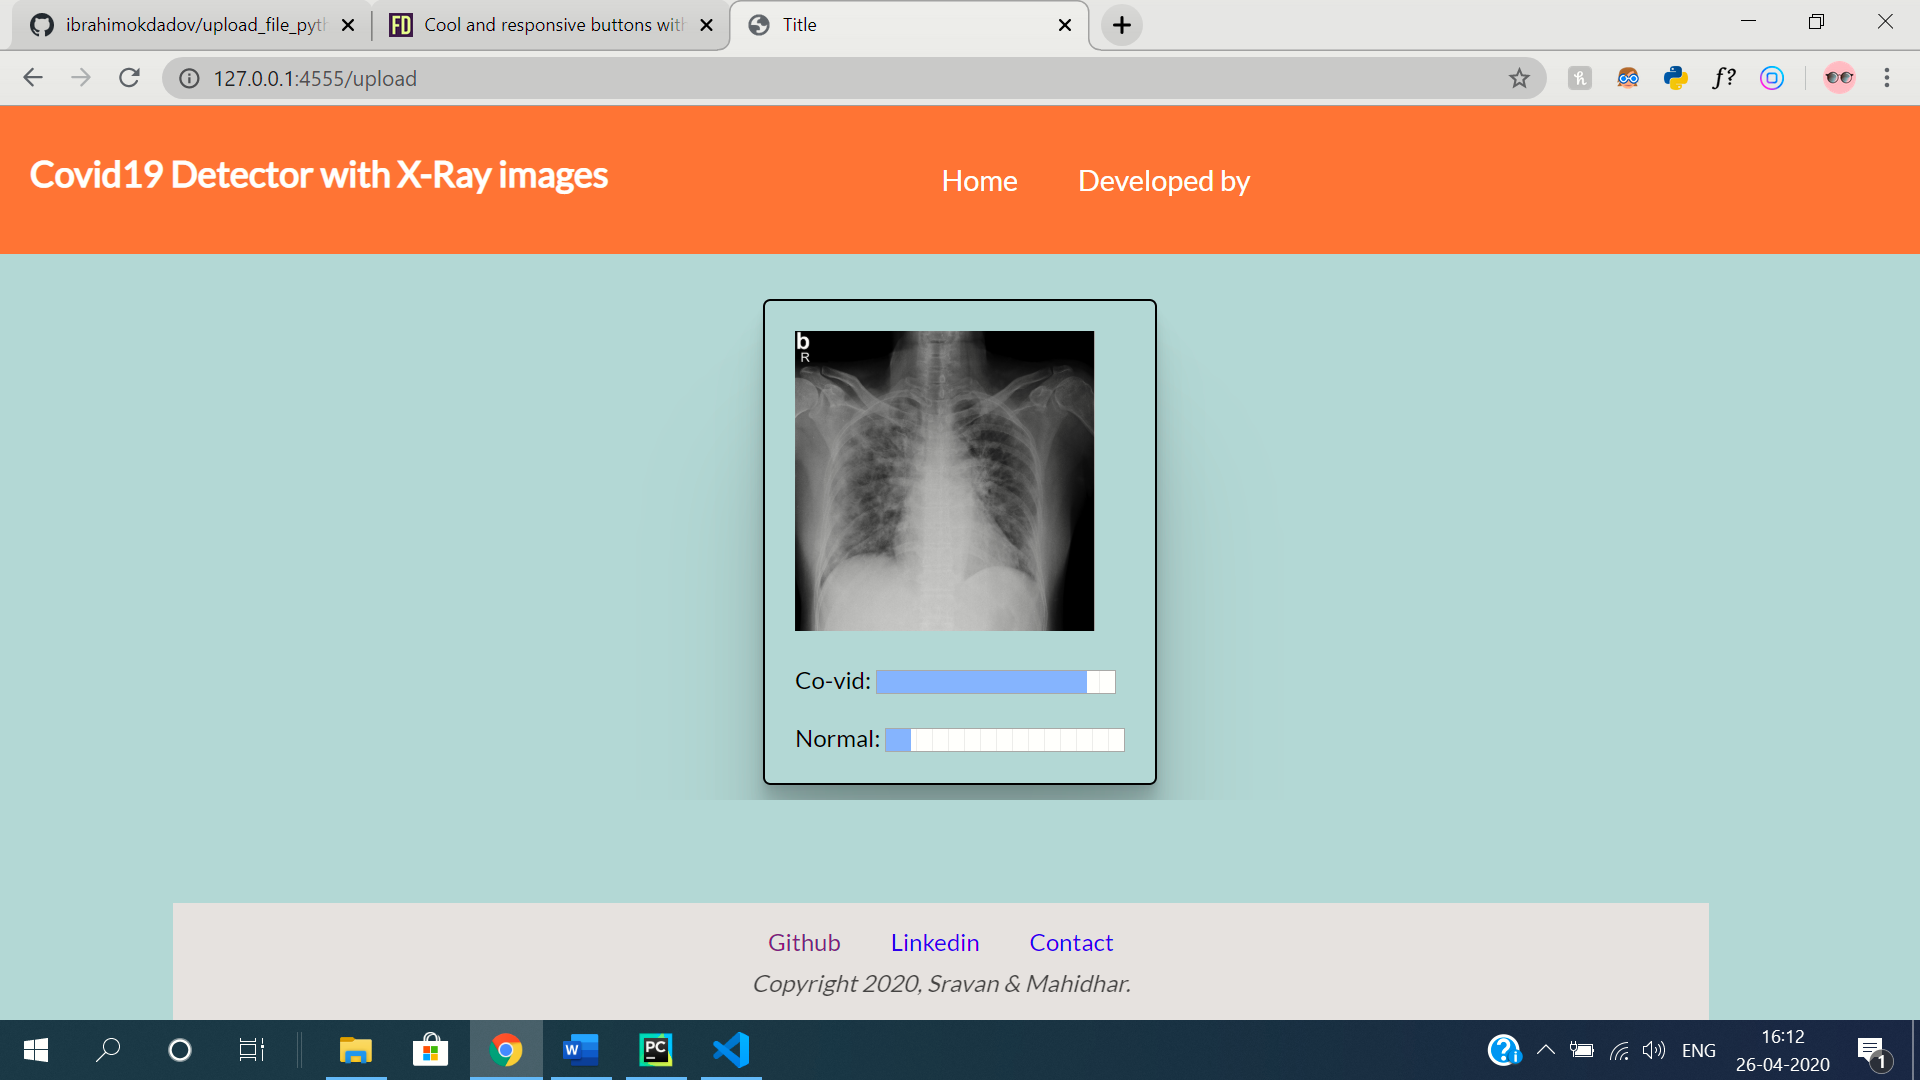 ibrahimokdadov/upload_file_pyth
Cool and responsive buttons with
Title
127.0.0.1:4555/upload
f?
Covid19 Detector with X-Ray images
Home
Developed by
b
R
Co-vid:
Normal:
Github
Linkedin
Contact
Copyright 2020, Sravan & Mahidhar.
ENG
16:12
26-04-2020
1